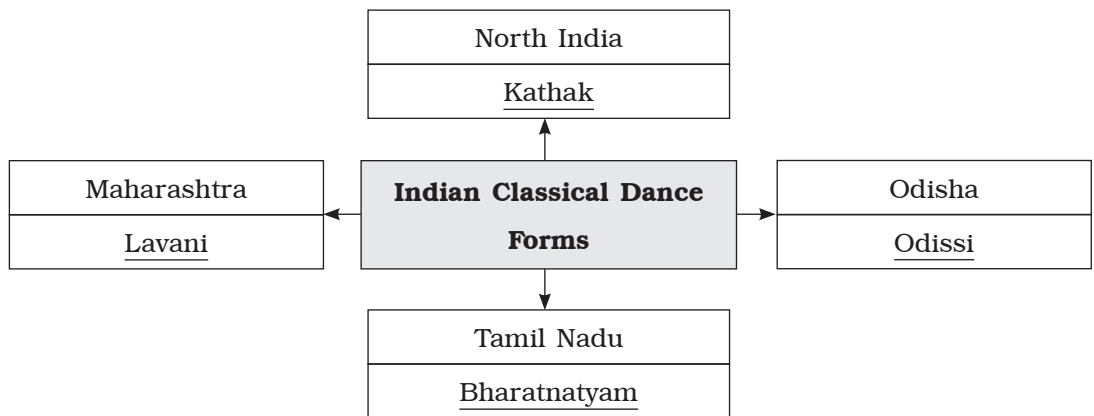 North India
Kathak
Maharashtra
Lavani
Indian Classical Dance
Forms
Odisha
Odissi
Tamil Nadu
Bharatnatyam